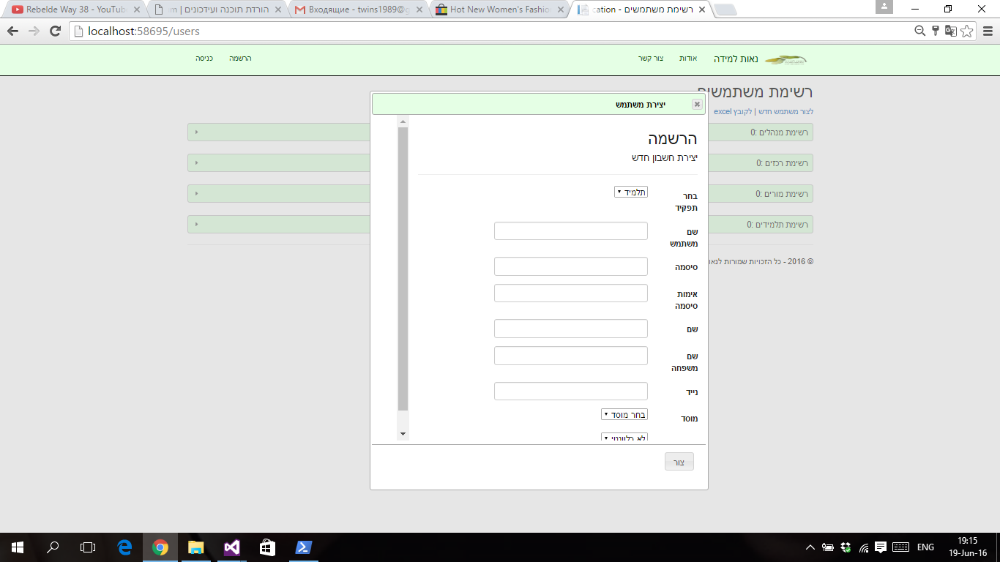 Rebelde Way 38 - YouTube
הורדת תוכנה ועידכונים | m
Входящие - twins1989@g
Hot New Women's Fashio
רשימת משתמשים - cation
localhost:58695/users
נאות למידה
אודות
צור קשר
הרשמה
כניסה
רשימת משתמשים
לצור משתמש חדש | לקובץ excel
רשימת מנהלים :0
רשימת רכזים :0
רשימת מורים :0
רשימת תלמידים :0
© 2016 - כל הזכויות שמורות לנאו
יצירת משתמש
הרשמה
יצירת חשבון חדש
בחר תפקיד
תלמיד
שם משתמש
סיסמה
אימות סיסמה
שם
שם משפחה
נייד
מוסד
בחר מוסד
לא רלוונטי
צור
ENG
19:15
19-Jun-16